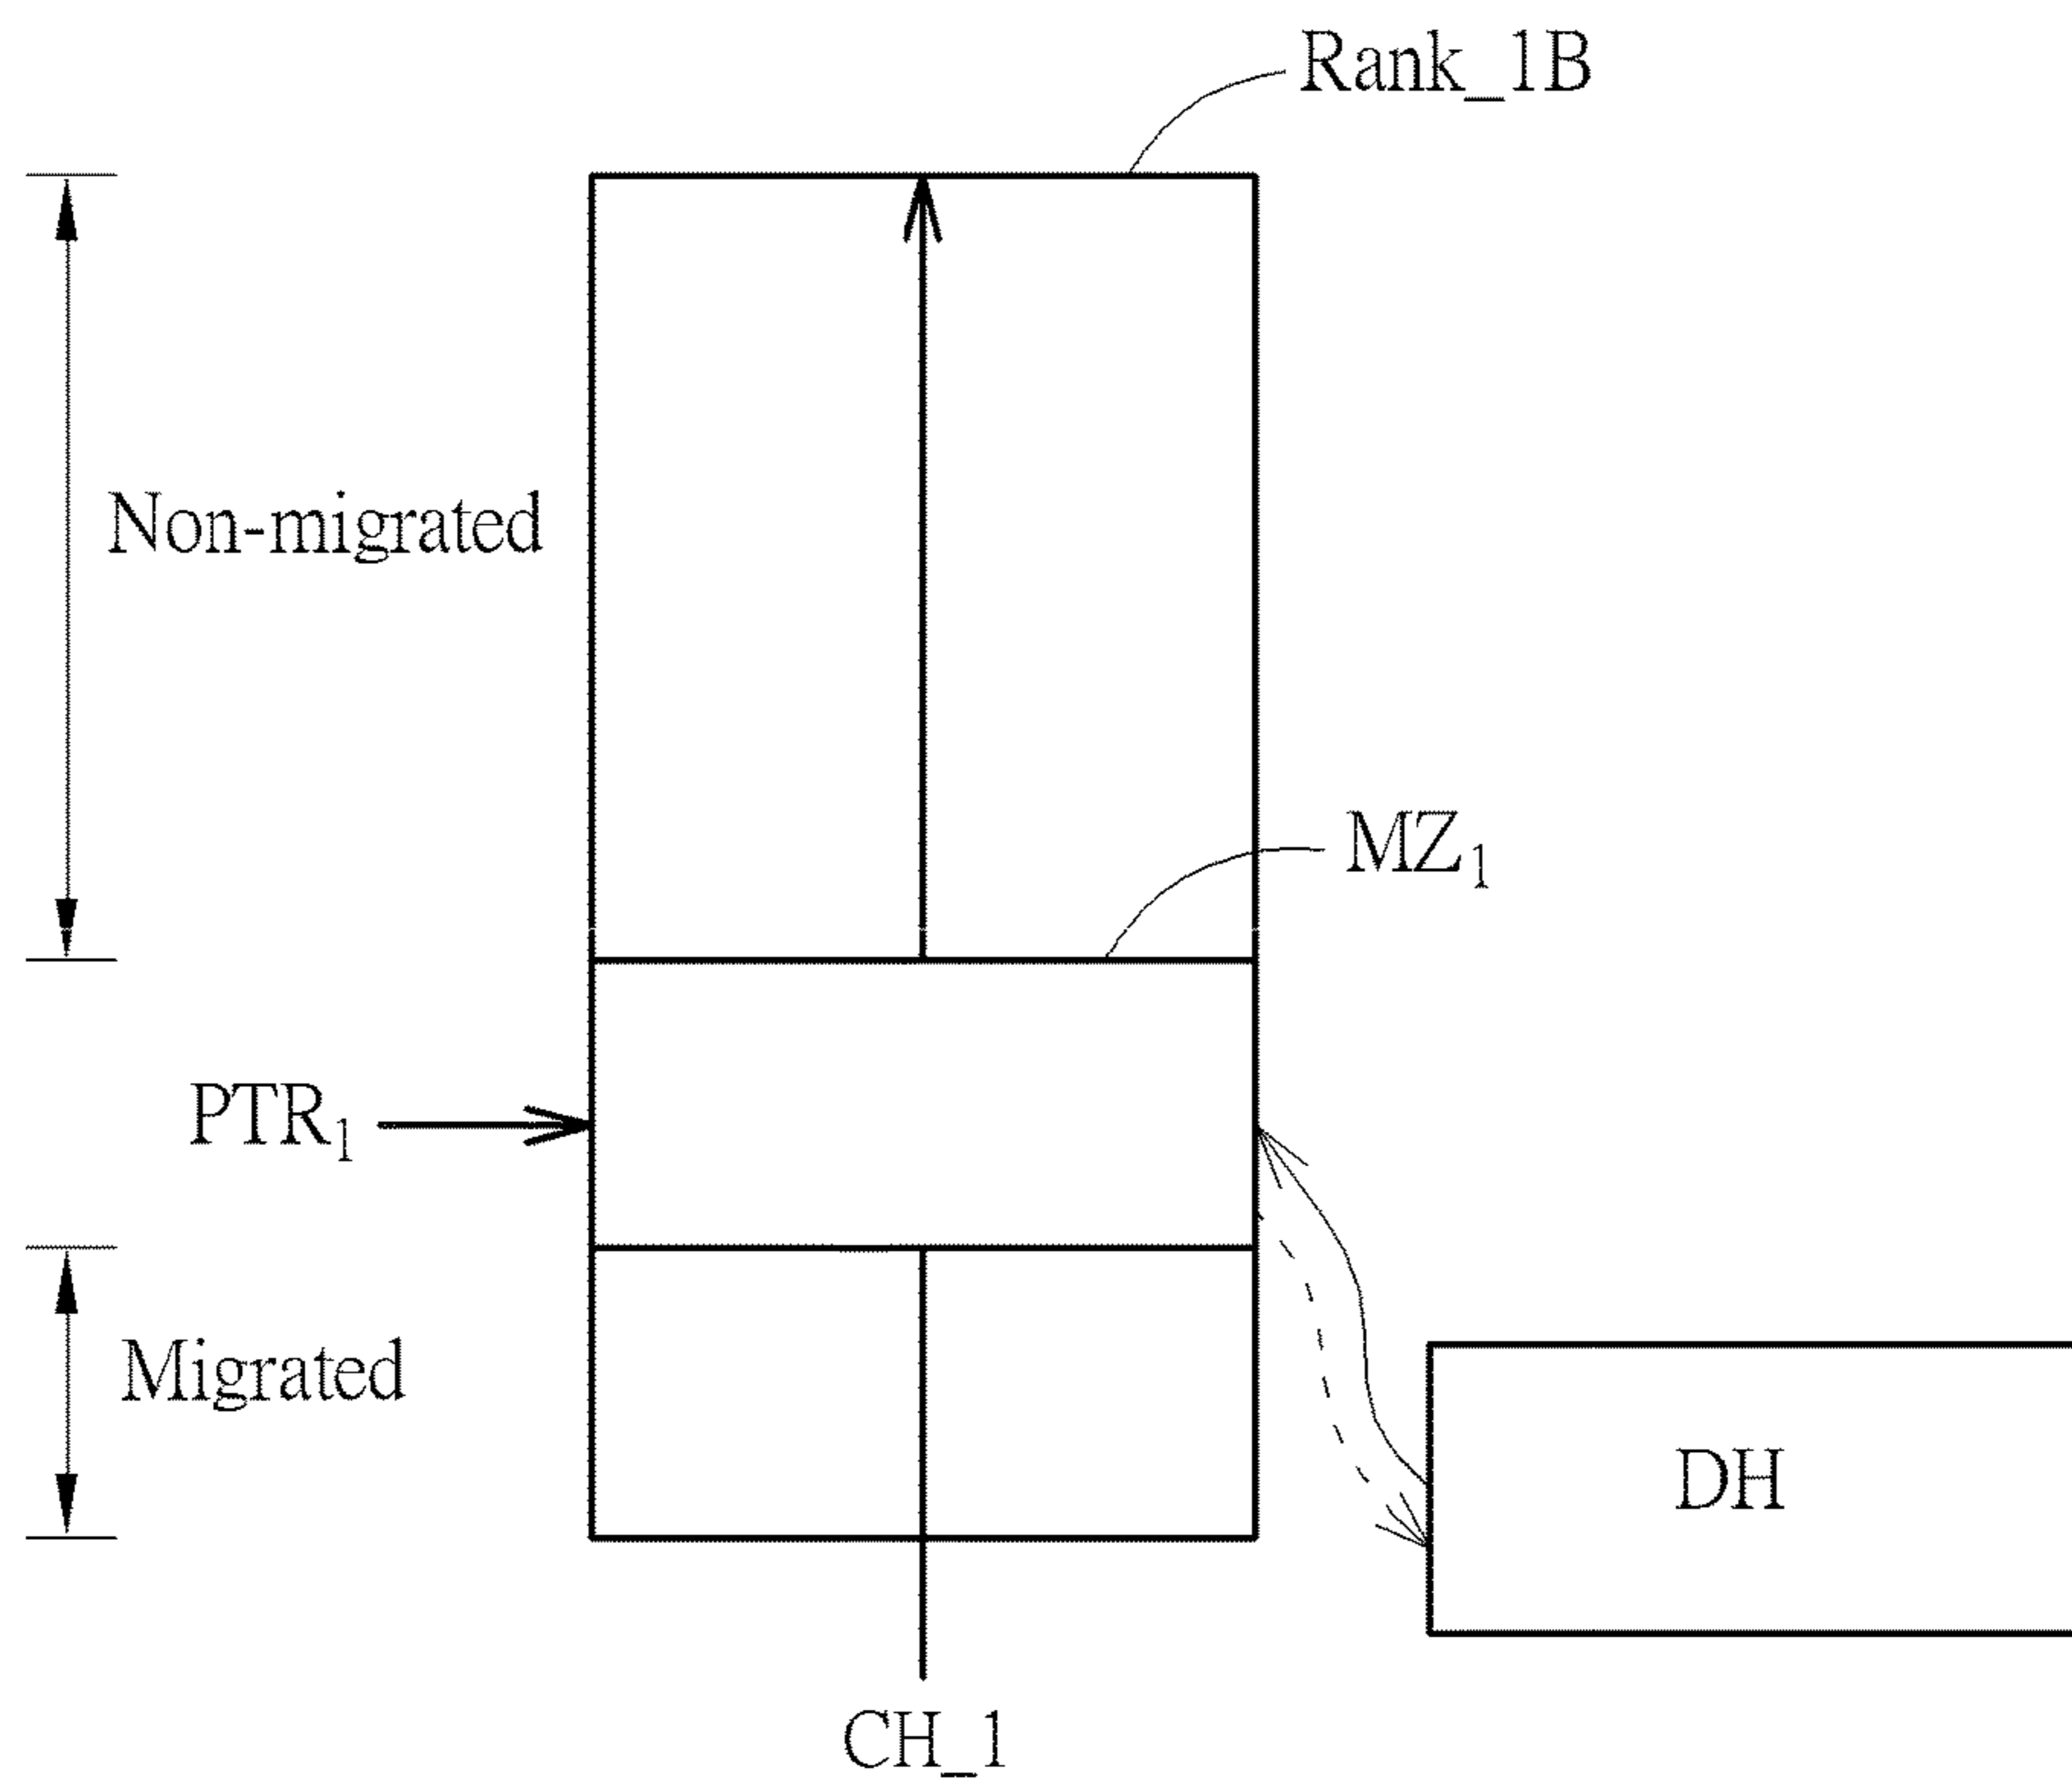 Rank_1B
Non-migrated
MZ₁
PTR₁
Migrated
DH
CH_1